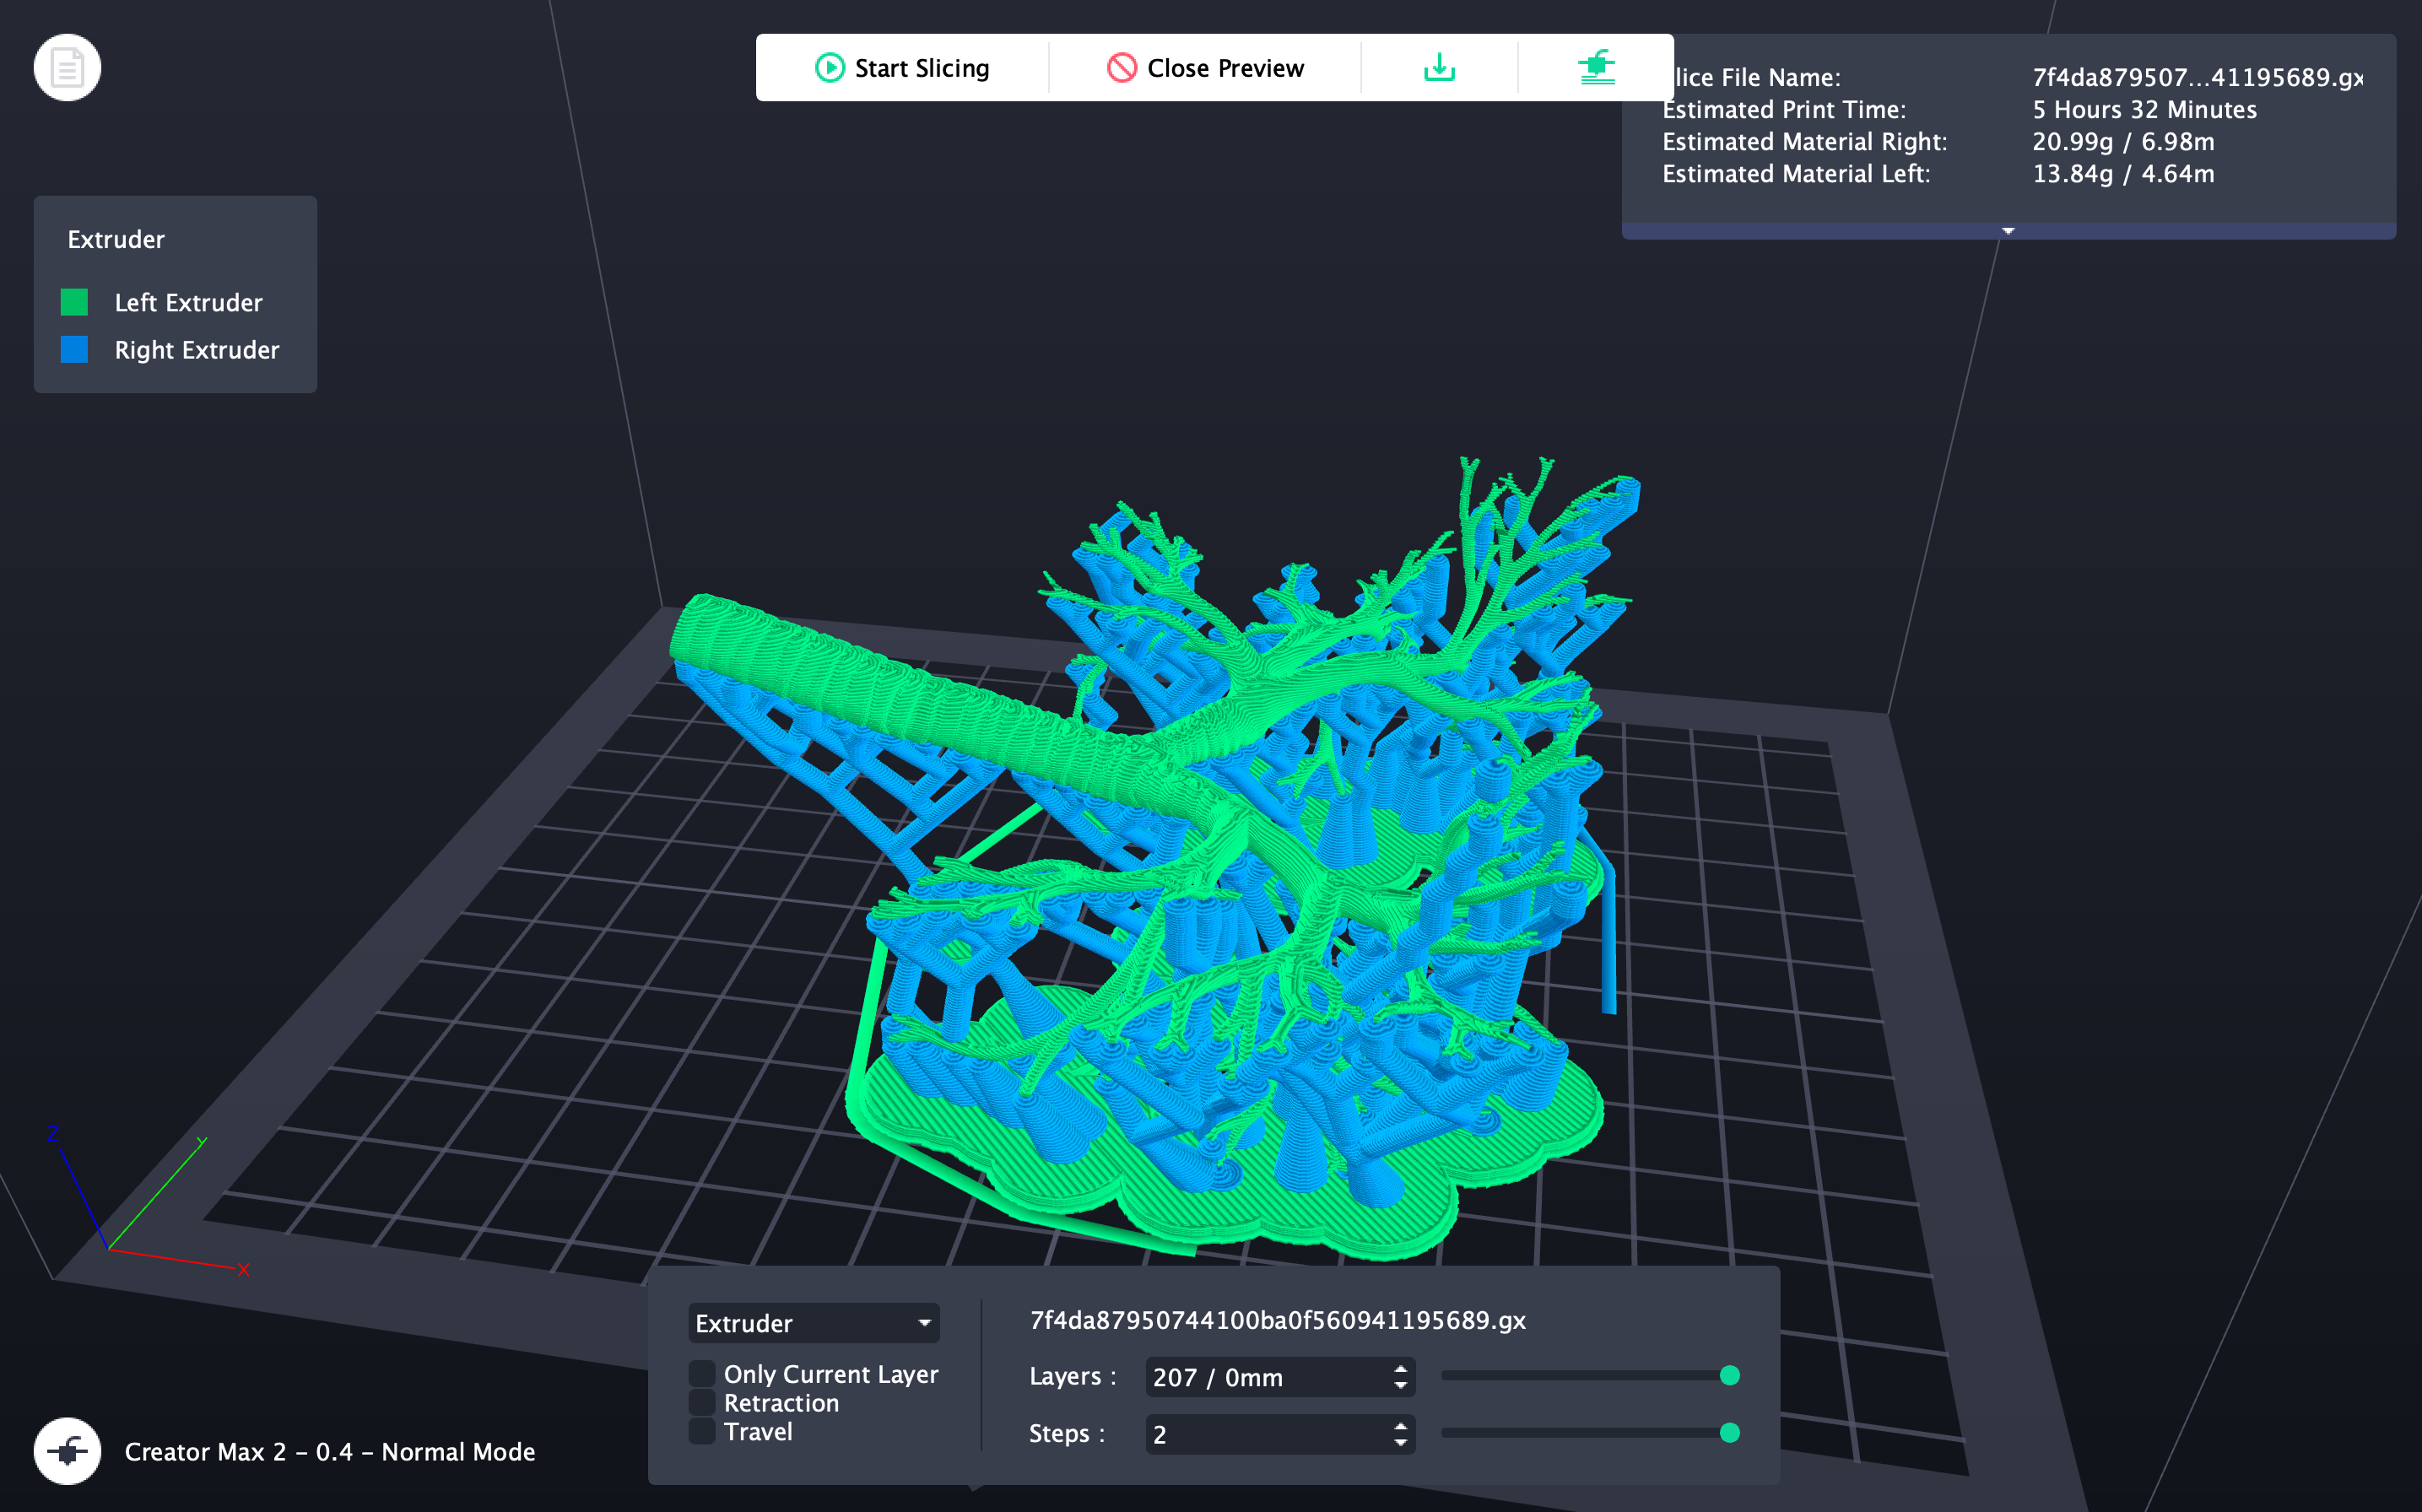 Start Slicing
Close Preview
lice File Name: 7f4da879507...41195689.gx
Estimated Print Time: 5 Hours 32 Minutes
Estimated Material Right: 20.99g / 6.98m
Estimated Material Left: 13.84g / 4.64m
Extruder
Left Extruder
Right Extruder
Z
Y
X
Extruder
Only Current Layer
Retraction
Travel
7f4da87950744100ba0f560941195689.gx
Layers : 207 / 0mm
Steps : 2
Creator Max 2 – 0.4 – Normal Mode